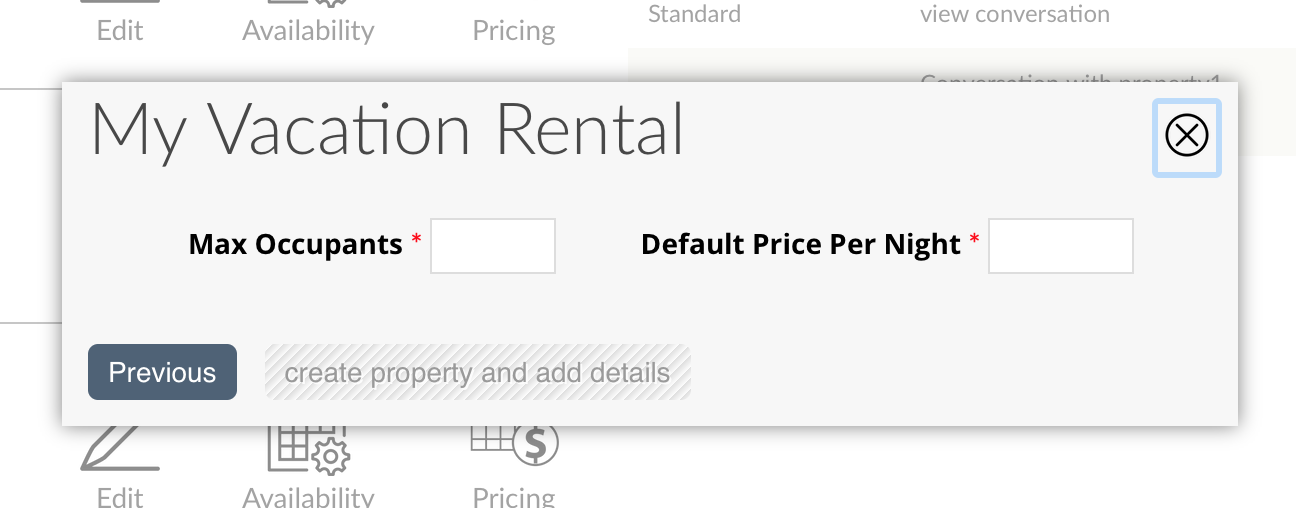 Standard view conversation
Edit Availability Pricing
Conversation with property1
My Vacation Rental
Max Occupants * Default Price Per Night *
Previous create property and add details
$
Edit Availability Pricing